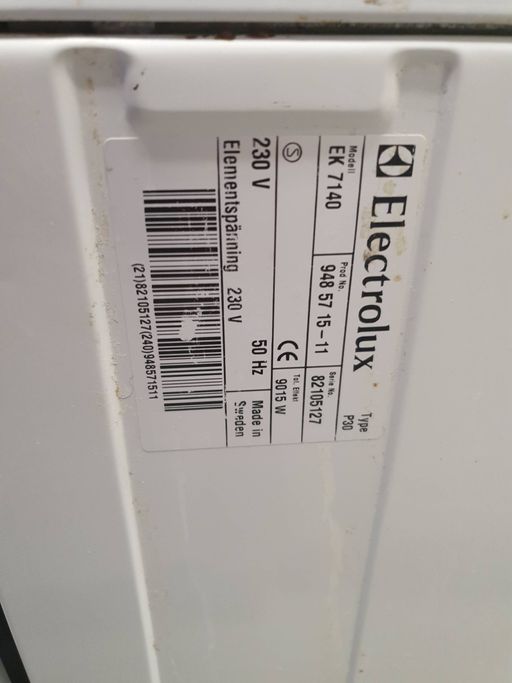 Electrolux
Type
P30
Modell
EK 7140
Prod No.
948 57 15-11
Serie No.
82105127
S
CE
Tot. Effekt
9015 W
230 V
50 Hz
Elementspänning 230 V
Made in
Sweden
(21)82105127(240)948571511